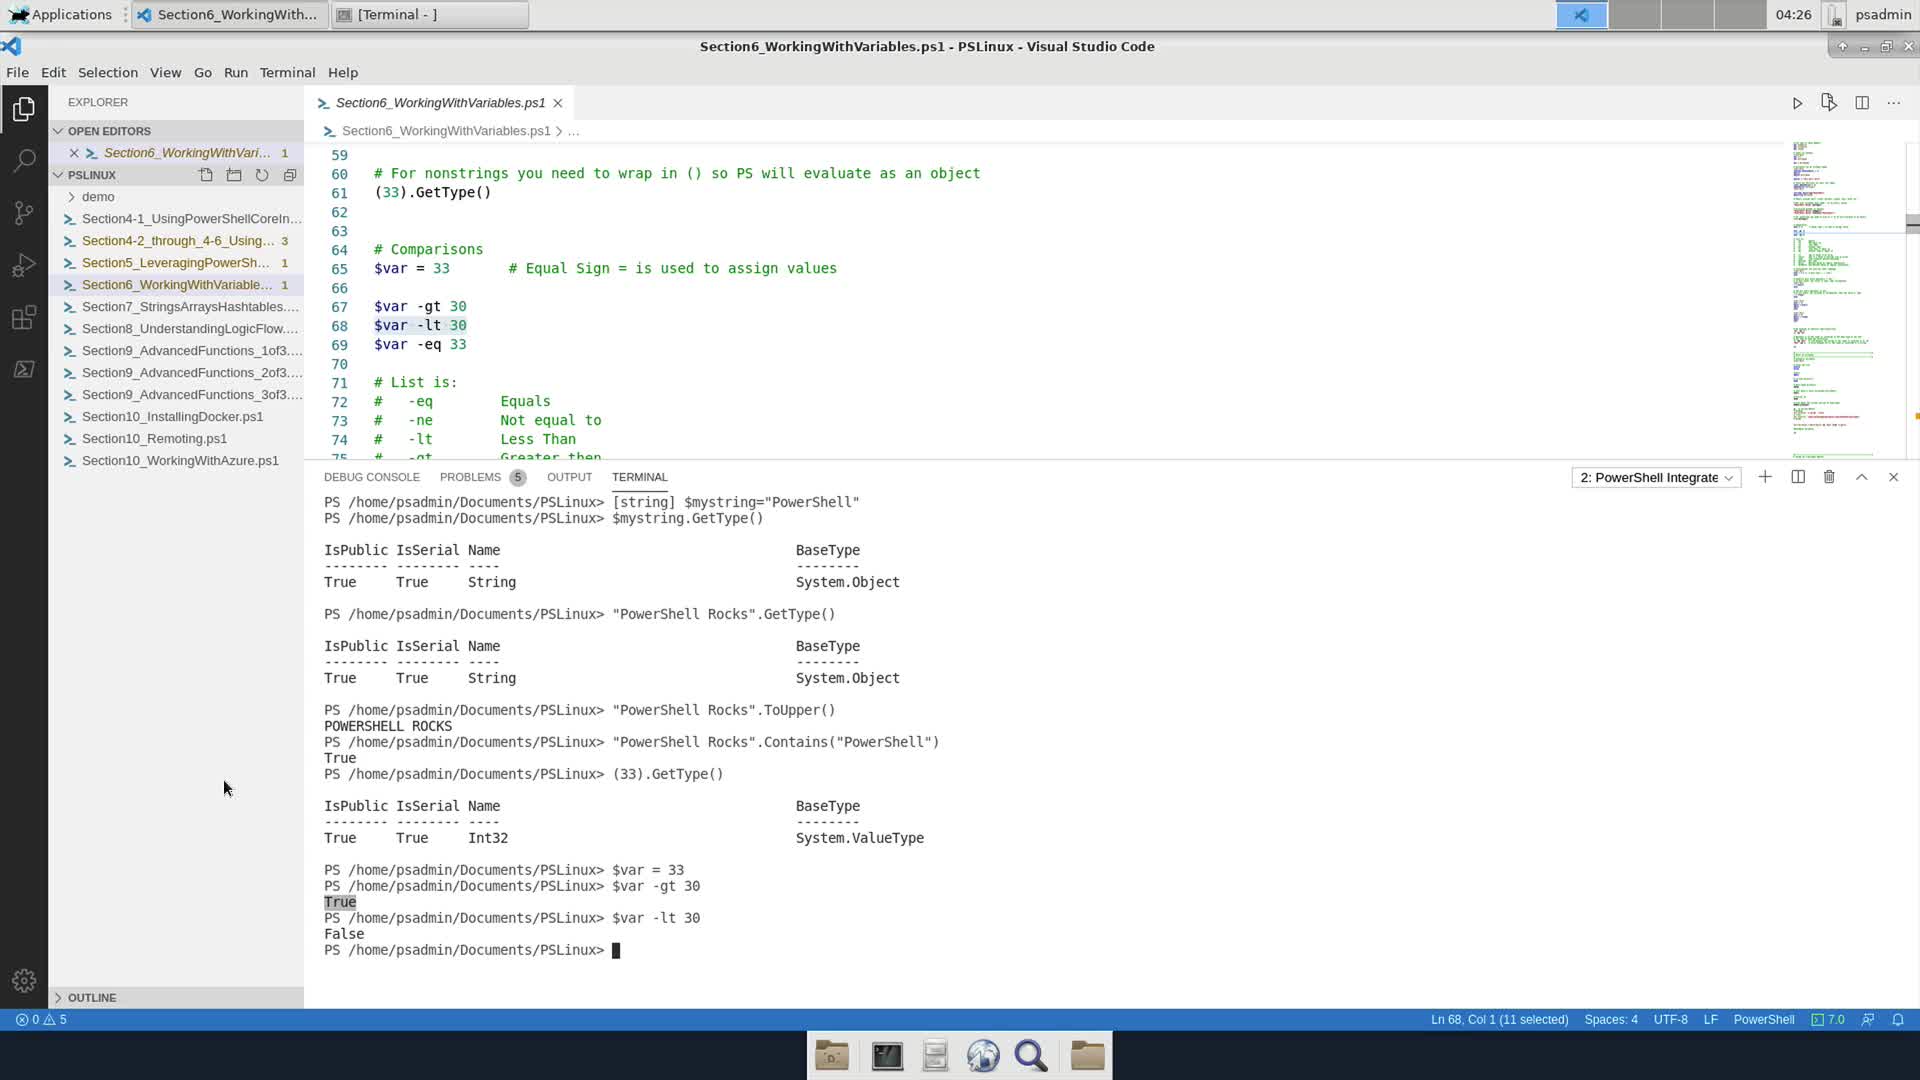 Applications
Section6_WorkingWith...
[Terminal - ]
04:26
psadmin
Section6_WorkingWithVariables.ps1 - PSLinux - Visual Studio Code
File Edit Selection View Go Run Terminal Help
EXPLORER
OPEN EDITORS
Section6_WorkingWithVari... 1
PSLINUX
demo
Section4-1_UsingPowerShellCoreIn...
Section4-2_through_4-6_Using... 3
Section5_LeveragingPowerSh... 1
Section6_WorkingWithVariable... 1
Section7_StringsArraysHashtables....
Section8_UnderstandingLogicFlow....
Section9_AdvancedFunctions_1of3....
Section9_AdvancedFunctions_2of3....
Section9_AdvancedFunctions_3of3....
Section10_InstallingDocker.ps1
Section10_Remoting.ps1
Section10_WorkingWithAzure.ps1
OUTLINE
Section6_WorkingWithVariables.ps1
Section6_WorkingWithVariables.ps1 > ...
59
60 # For nonstrings you need to wrap in () so PS will evaluate as an object
61 (33).GetType()
62
63
64 # Comparisons
65 $var = 33 # Equal Sign = is used to assign values
66
67 $var -gt 30
68 $var -lt 30
69 $var -eq 33
70
71 # List is:
72 # -eq Equals
73 # -ne Not equal to
74 # -lt Less Than
75 # -gt Greater then
DEBUG CONSOLE PROBLEMS 5 OUTPUT TERMINAL
2: PowerShell Integrate
PS /home/psadmin/Documents/PSLinux> [string] $mystring="PowerShell"
PS /home/psadmin/Documents/PSLinux> $mystring.GetType()
IsPublic IsSerial Name BaseType
-------- -------- ---- --------
True True String System.Object
PS /home/psadmin/Documents/PSLinux> "PowerShell Rocks".GetType()
IsPublic IsSerial Name BaseType
-------- -------- ---- --------
True True String System.Object
PS /home/psadmin/Documents/PSLinux> "PowerShell Rocks".ToUpper()
POWERSHELL ROCKS
PS /home/psadmin/Documents/PSLinux> "PowerShell Rocks".Contains("PowerShell")
True
PS /home/psadmin/Documents/PSLinux> (33).GetType()
IsPublic IsSerial Name BaseType
-------- -------- ---- --------
True True Int32 System.ValueType
PS /home/psadmin/Documents/PSLinux> $var = 33
PS /home/psadmin/Documents/PSLinux> $var -gt 30
True
PS /home/psadmin/Documents/PSLinux> $var -lt 30
False
PS /home/psadmin/Documents/PSLinux>
0 5
Ln 68, Col 1 (11 selected) Spaces: 4 UTF-8 LF PowerShell 7.0